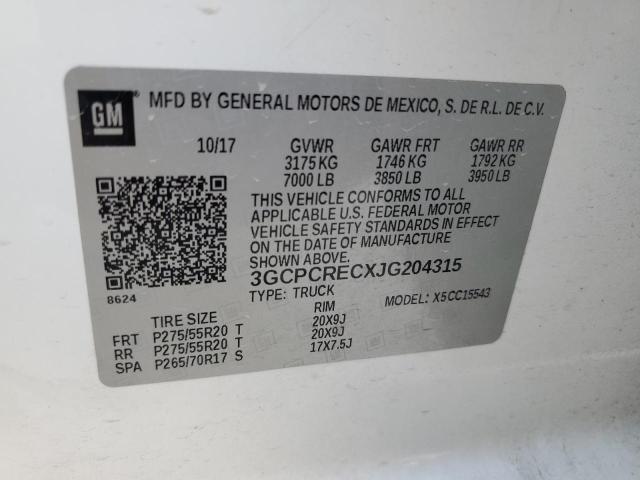 GM
MFD BY GENERAL MOTORS DE MEXICO, S. DE R.L. DE C.V.
10/17 GVWR GAWR FRT GAWR RR
3175 KG 1746 KG 1792 KG
7000 LB 3850 LB 3950 LB
THIS VEHICLE CONFORMS TO ALL
APPLICABLE U.S. FEDERAL MOTOR
VEHICLE SAFETY STANDARDS IN EFFECT
ON THE DATE OF MANUFACTURE
SHOWN ABOVE.
3GCPCRECXJG204315
8624
TYPE: TRUCK MODEL: X5CC15543
TIRE SIZE RIM
FRT P275/55R20 T 20X9J
RR P275/55R20 T 20X9J
SPA P265/70R17 S 17X7.5J